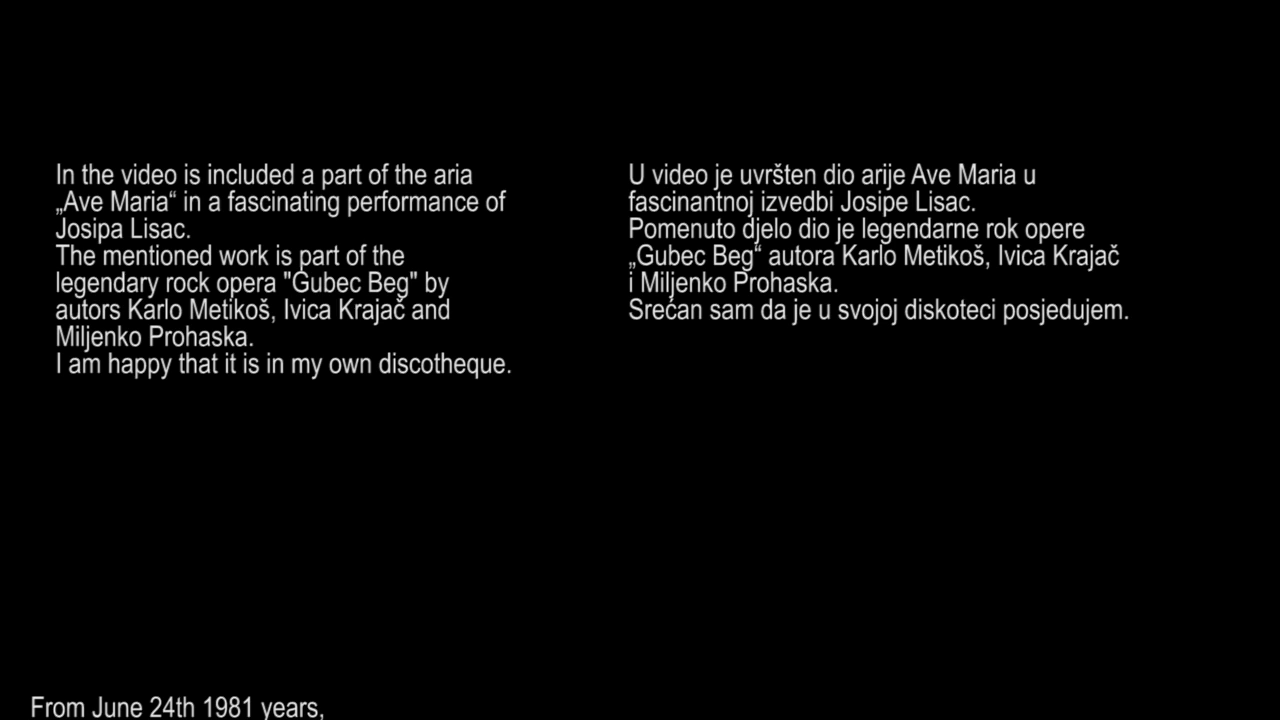 In the video is included a part of the aria
„Ave Maria“ in a fascinating performance of
Josipa Lisac.
The mentioned work is part of the
legendary rock opera "Gubec Beg" by
autors Karlo Metikoš, Ivica Krajač and
Miljenko Prohaska.
I am happy that it is in my own discotheque.
U video je uvršten dio arije Ave Maria u
fascinantnoj izvedbi Josipe Lisac.
Pomenuto djelo dio je legendarne rok opere
„Gubec Beg“ autora Karlo Metikoš, Ivica Krajač
i Miljenko Prohaska.
Srećan sam da je u svojoj diskoteci posjedujem.
From June 24th 1981 years,